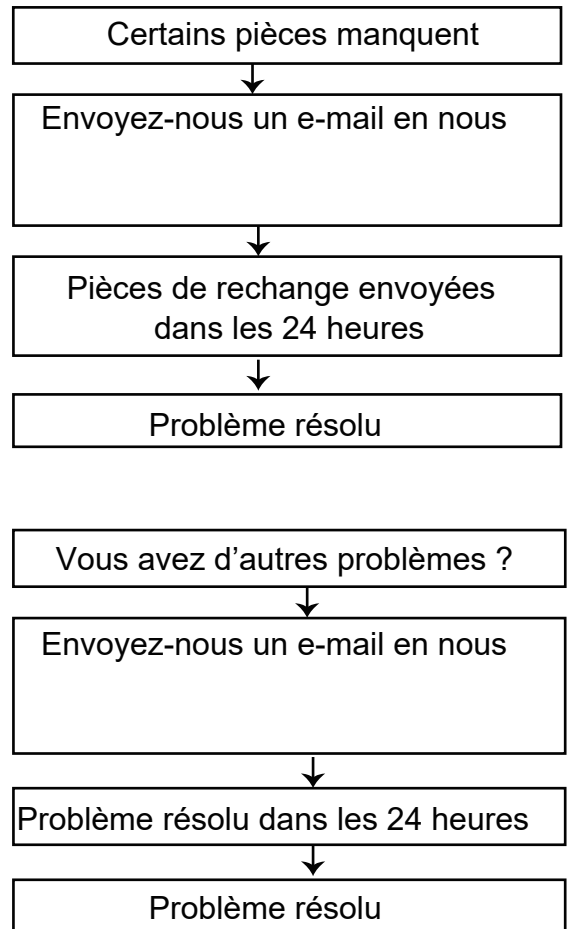 Certains pièces manquent
Envoyez-nous un e-mail en nous
Pièces de rechange envoyées
dans les 24 heures
Problème résolu
Vous avez d’autres problèmes ?
Envoyez-nous un e-mail en nous
Problème résolu dans les 24 heures
Problème résolu